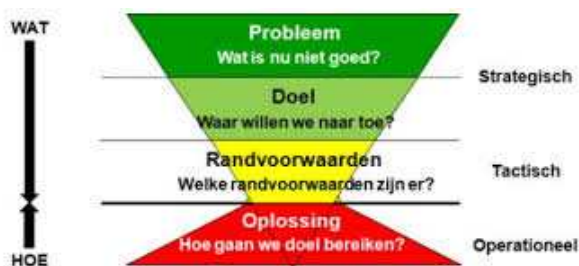 WAT
Probleem
Wat is nu niet goed?
Strategisch
Doel
Waar willen we naar toe?
Randvoorwaarden
Welke randvoorwaarden zijn er?
Tactisch
Oplossing
Hoe gaan we doel bereiken?
Operationeel
HOE